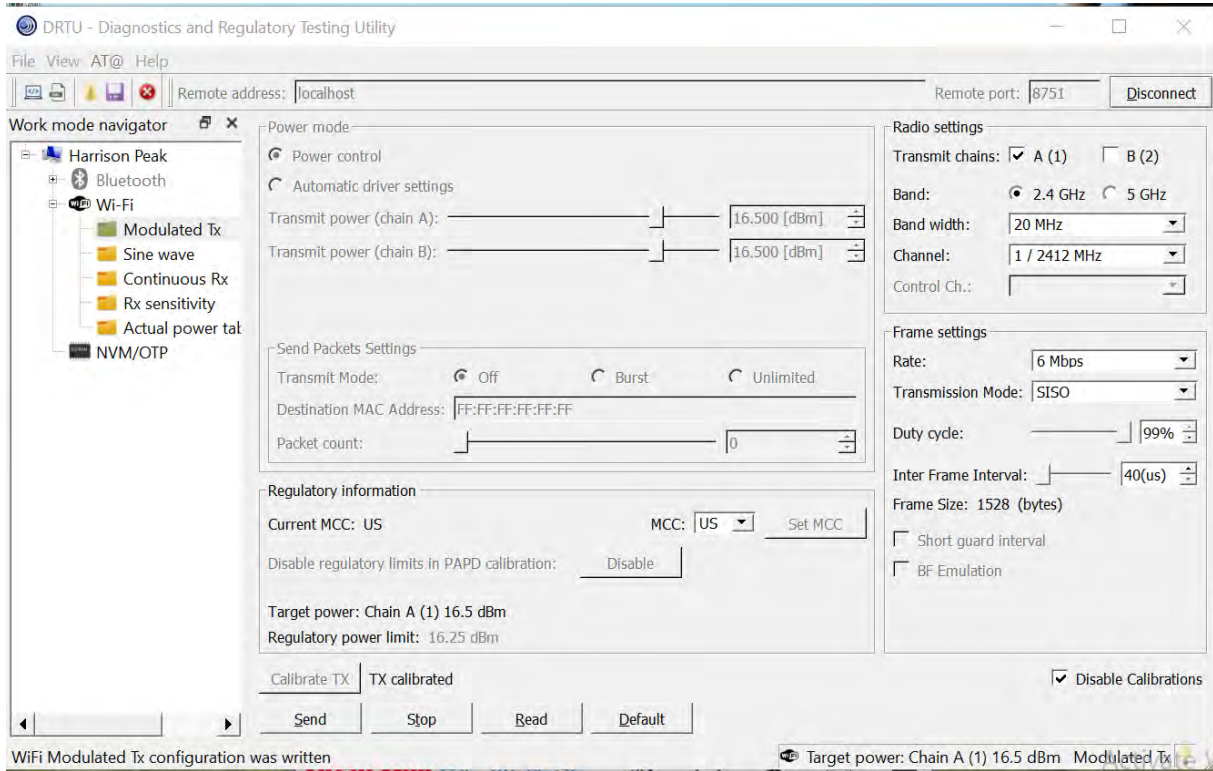 DRTU - Diagnostics and Regulatory Testing Utility
File View AT@ Help
Remote address: localhost Remote port: 8751 Disconnect
Work mode navigator
Harrison Peak
Bluetooth
Wi-Fi
Modulated Tx
Sine wave
Continuous Rx
Rx sensitivity
Actual power tab
NVM/OTP
Power mode
Power control
Automatic driver settings
Transmit power (chain A): 16.500 [dBm]
Transmit power (chain B): 16.500 [dBm]
Send Packets Settings
Transmit Mode: Off Burst Unlimited
Destination MAC Address: FF:FF:FF:FF:FF:FF
Packet count: 0
Regulatory information
Current MCC: US MCC: US Set MCC
Disable regulatory limits in PAPD calibration: Disable
Target power: Chain A (1) 16.5 dBm
Regulatory power limit: 16.25 dBm
Calibrate TX TX calibrated
Send Stop Read Default
Radio settings
Transmit chains: A (1) B (2)
Band: 2.4 GHz 5 GHz
Band width: 20 MHz
Channel: 1 / 2412 MHz
Control Ch.:
Frame settings
Rate: 6 Mbps
Transmission Mode: SISO
Duty cycle: 99%
Inter Frame Interval: 40(us)
Frame Size: 1528 (bytes)
Short guard interval
BF Emulation
Disable Calibrations
WiFi Modulated Tx configuration was written
Target power: Chain A (1) 16.5 dBm Modulated Tx